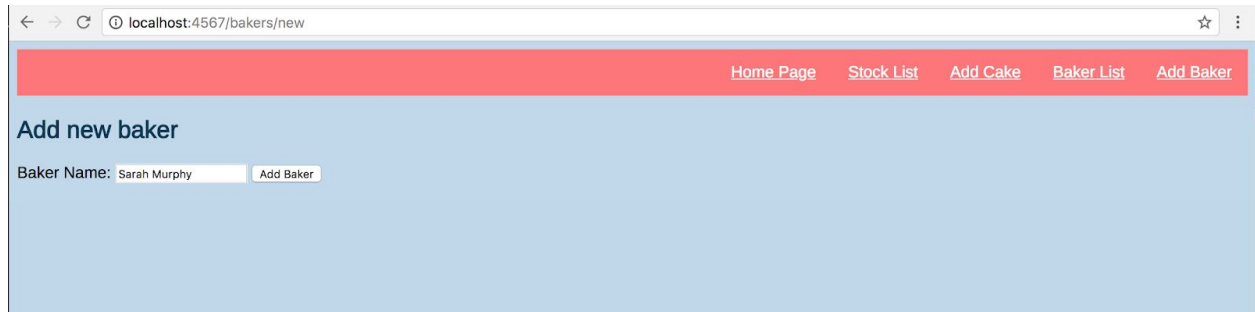 localhost:4567/bakers/new
Home Page Stock List Add Cake Baker List Add Baker
Add new baker
Baker Name: Sarah Murphy Add Baker